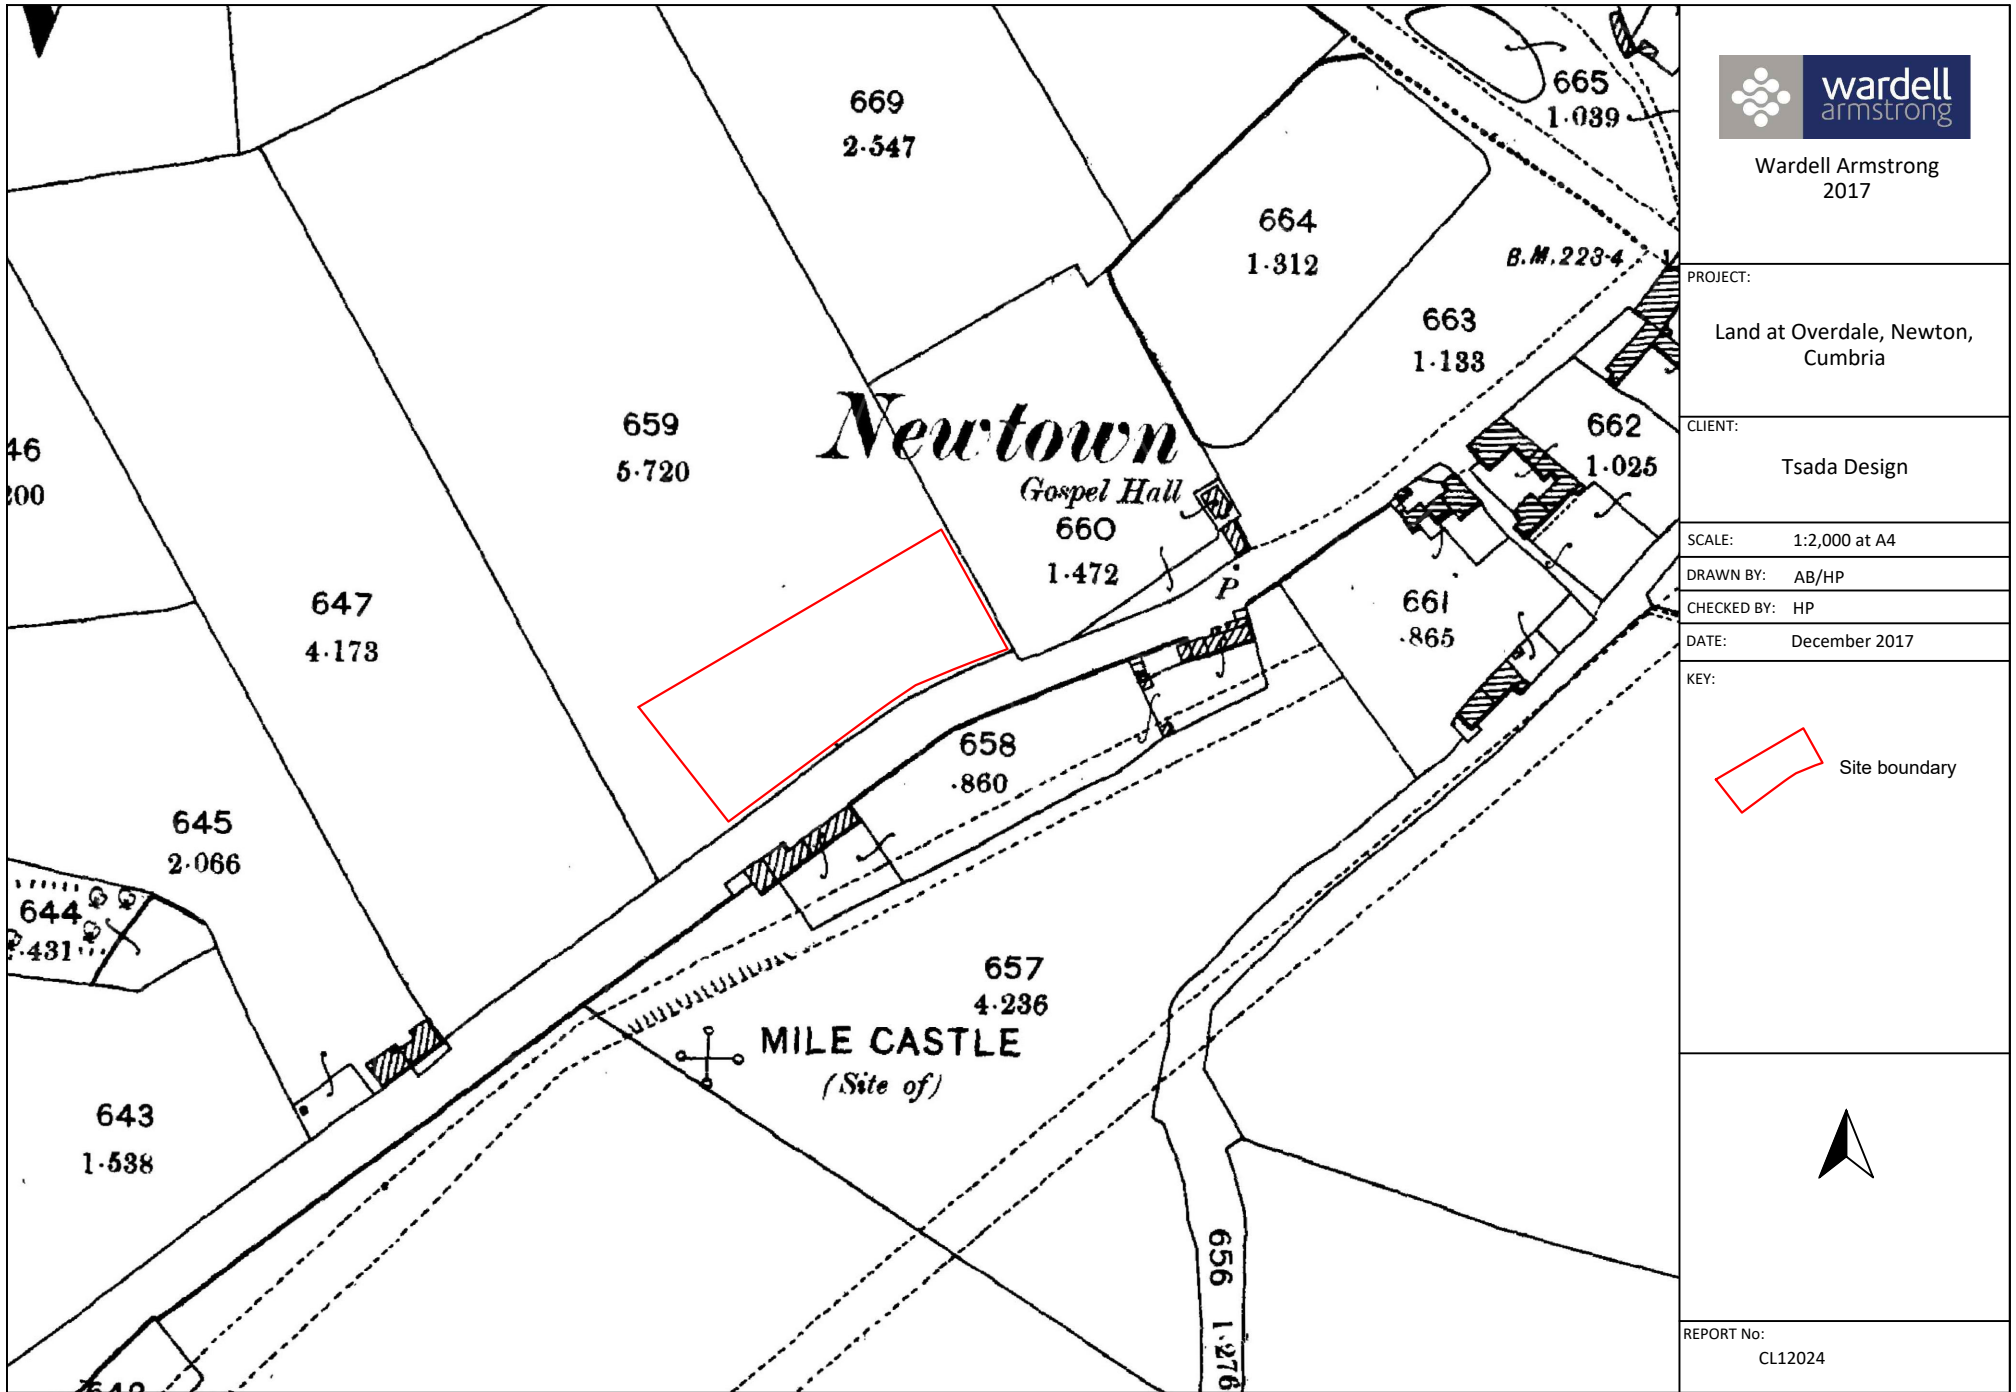 669
2·547
665
1·039
664
1·312
B.M.223·4
663
1·133
659
5·720
Newtown
Gospel Hall
660
1·472
P
662
1·025
661
·865
46
200
647
4·173
658
·860
645
2·066
644
·431
657
4·236
MILE CASTLE
(Site of)
643
1·538
656 1·276
wardell
armstrong
Wardell Armstrong
2017
PROJECT:
Land at Overdale, Newton,
Cumbria
CLIENT:
Tsada Design
SCALE: 1:2,000 at A4
DRAWN BY: AB/HP
CHECKED BY: HP
DATE: December 2017
KEY:
Site boundary
REPORT No:
CL12024